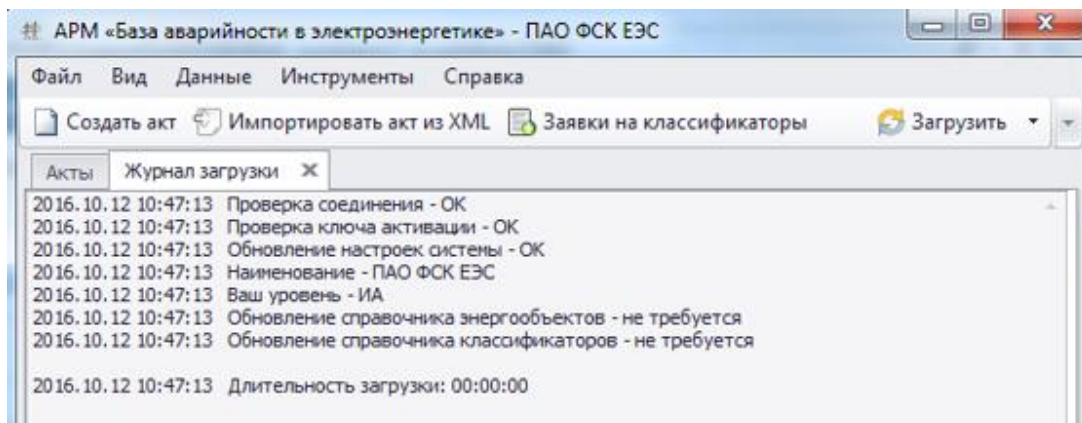 АРМ «База аварийности в электроэнергетике» - ПАО ФСК ЕЭС
Файл Вид Данные Инструменты Справка
Создать акт Импортировать акт из XML Заявки на классификаторы Загрузить
Акты Журнал загрузки
2016.10.12 10:47:13 Проверка соединения - ОК
2016.10.12 10:47:13 Проверка ключа активации - ОК
2016.10.12 10:47:13 Обновление настроек системы - ОК
2016.10.12 10:47:13 Наименование - ПАО ФСК ЕЭС
2016.10.12 10:47:13 Ваш уровень - ИА
2016.10.12 10:47:13 Обновление справочника энергообъектов - не требуется
2016.10.12 10:47:13 Обновление справочника классификаторов - не требуется
2016.10.12 10:47:13 Длительность загрузки: 00:00:00